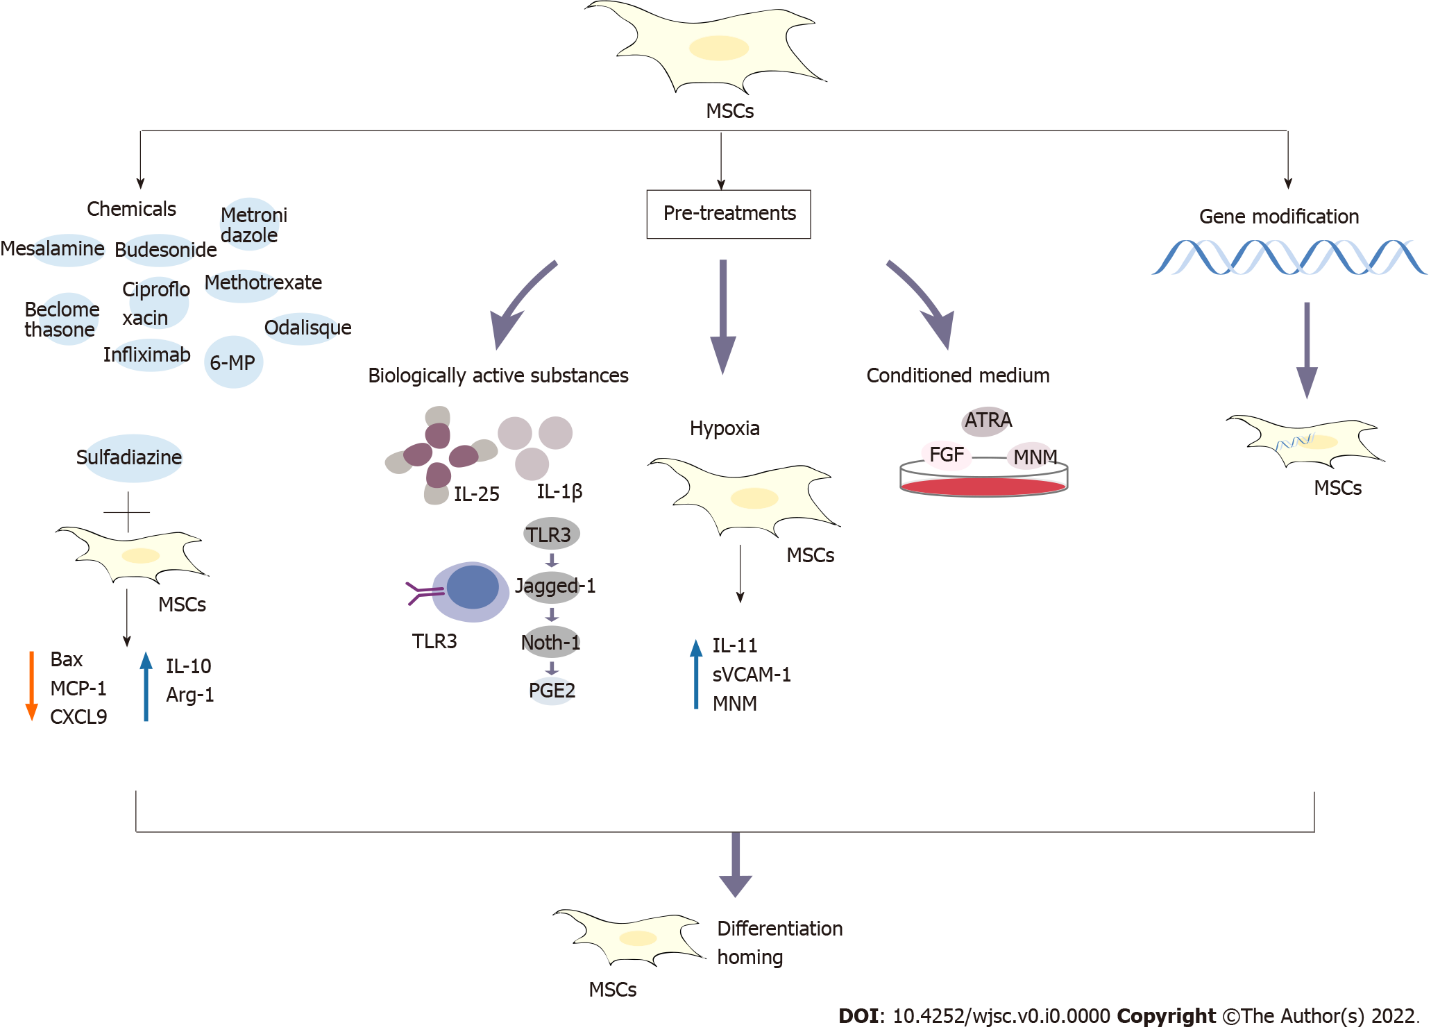 MSCs
Chemicals
Metroni
dazole
Mesalamine
Budesonide
Ciproflo
xacin
Methotrexate
Beclome
thasone
Odalisque
Infliximab
6-MP
Sulfadiazine
MSCs
Bax
MCP-1
CXCL9
IL-10
Arg-1
Pre-treatments
Biologically active substances
IL-25
IL-1β
TLR3
TLR3
Jagged-1
Noth-1
PGE2
Hypoxia
MSCs
IL-11
sVCAM-1
MNM
Conditioned medium
ATRA
FGF
MNM
Gene modification
MSCs
Differentiation
homing
MSCs
DOI: 10.4252/wjsc.v0.i0.0000 Copyright ©The Author(s) 2022.